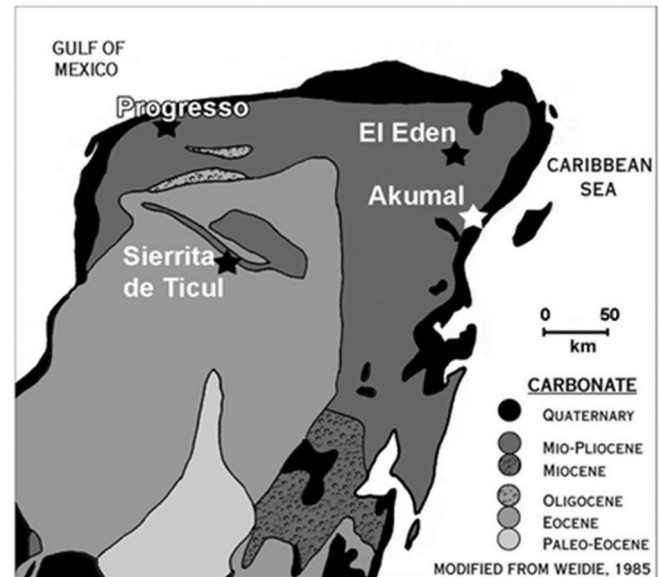 GULF OF
MEXICO
Progresso
El Eden
CARIBBEAN
SEA
Akumal
Sierrita
de Ticul
0 50
km
CARBONATE
QUATERNARY
MIO-PLIOCENE
MIOCENE
OLIGOCENE
EOCENE
PALEO-EOCENE
MODIFIED FROM WEIDIE, 1985